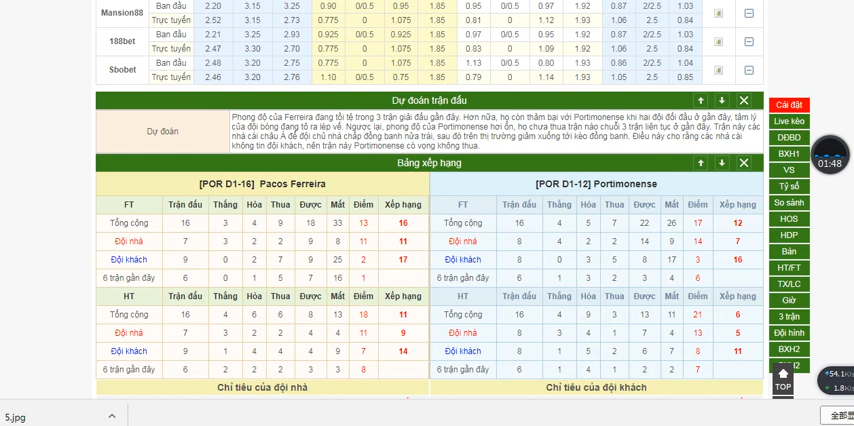 Mansion88 Ban đầu 2.20 3.15 3.25 0.90 0/0.5 0.90 1.85 0.95 0/0.5 0.95 1.92 0.87 2/2.5 1.03
Trực tuyến 2.52 3.15 2.73 0.775 0 1.075 1.85 0.81 0 1.12 1.93 1.06 2.5 0.84
188bet Ban đầu 2.21 3.25 2.93 0.925 0/0.5 0.925 1.85 0.97 0/0.5 0.95 1.92 0.86 2/2.5 1.04
Trực tuyến 2.47 3.30 2.70 0.775 0 1.075 1.85 0.83 0 1.09 1.92 1.06 2.5 0.84
Sbobet Ban đầu 2.48 3.20 2.75 0.775 0 1.075 1.85 1.13 0/0.5 0.80 1.93 0.86 2/2.5 1.04
Trực tuyến 2.46 3.20 2.76 1.10 0/0.5 0.75 1.85 0.79 0 1.14 1.93 1.05 2.5 0.85
Dự đoán trận đấu
Dự đoán
Phong độ của Ferreira đang tồi tệ trong 3 trận giải đấu gần đây. Hơn nữa, họ còn thảm bại với Portimonense khi hai đội đối đầu ở gần đây, tâm lý
của đội bóng đang tỏ ra lép vế. Ngược lại, phong độ của Portimonense hơi ổn, họ chưa thua trận nào chuỗi 3 trận liên tục ở gần đây. Trận này các
nhà cái châu Á để đội chủ nhà chấp đồng banh nửa trái, sau đó trên thị trường giảm xuống tới kèo đồng banh. Điều này cho rằng các nhà cái
không tin đội khách, nên trận này Portimonense có vọng không thua.
Bảng xếp hạng
[POR D1-16] Pacos Ferreira [POR D1-12] Portimonense
FT Trận đấu Thắng Hòa Thua Được Mất Điểm Xếp hạng FT Trận đấu Thắng Hòa Thua Được Mất Điểm Xếp hạng
Tổng cộng 16 3 4 9 18 33 13 16 Tổng cộng 16 4 5 7 22 26 17 12
Đội nhà 7 3 2 2 9 8 11 11 Đội nhà 8 4 2 2 14 9 14 7
Đội khách 9 0 2 7 9 25 2 17 Đội khách 8 0 3 5 8 17 3 16
6 trận gần đây 6 0 1 5 7 16 1 6 trận gần đây 6 1 3 2 3 4 6
HT Trận đấu Thắng Hòa Thua Được Mất Điểm Xếp hạng HT Trận đấu Thắng Hòa Thua Được Mất Điểm Xếp hạng
Tổng cộng 16 4 6 6 8 13 18 11 Tổng cộng 16 4 9 3 13 11 21 6
Đội nhà 7 3 2 2 4 4 11 9 Đội nhà 8 3 4 1 7 4 13 5
Đội khách 9 1 4 4 4 9 7 14 Đội khách 8 1 5 2 6 7 8 11
6 trận gần đây 6 2 2 2 3 3 8 6 trận gần đây 6 1 4 1 2 2 7
Chỉ tiêu của đội nhà Chỉ tiêu của đội khách
Cài đặt
Live kèo
DĐBD
BXH1
VS
Tỷ số
So sánh
HOS
HDP
Bán
HT/FT
TX/LC
Giờ
3 trận
Đội hình
BXH2
TOP
01:48
54.1K/s
1.8K/s
5.jpg